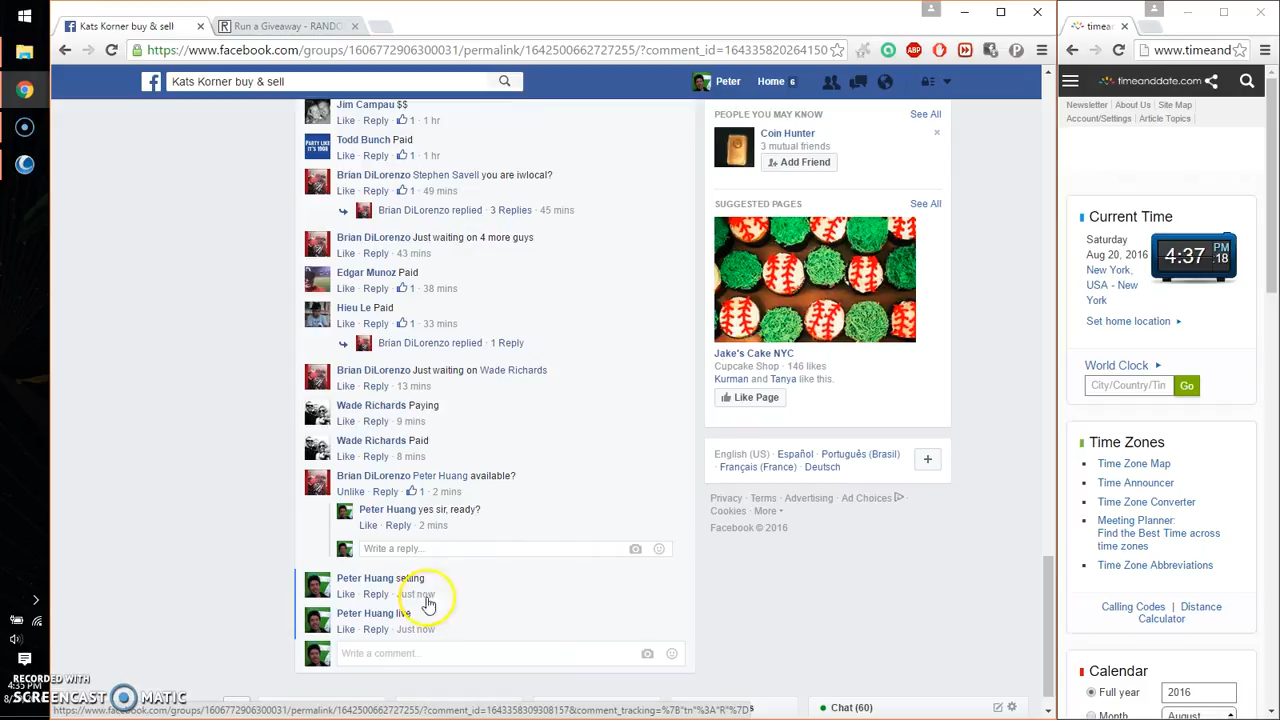 Kats Korner buy & sell
Run a Giveaway - RANDO
timean
https://www.facebook.com/groups/1606772906300031/permalink/1642500662727255/?comment_id=164335820264150
www.timeand
Kats Korner buy & sell
Peter
Home 6
timeanddate.com
Newsletter About Us Site Map
Account/Settings Article Topics
Jim Campau $$
Like · Reply · 1 · 1 hr
Todd Bunch Paid
Like · Reply · 1 · 1 hr
Brian DiLorenzo Stephen Savell you are iwlocal?
Like · Reply · 1 · 49 mins
Brian DiLorenzo replied · 3 Replies · 45 mins
Brian DiLorenzo Just waiting on 4 more guys
Like · Reply · 43 mins
Edgar Munoz Paid
Like · Reply · 1 · 38 mins
Hieu Le Paid
Like · Reply · 1 · 33 mins
Brian DiLorenzo replied · 1 Reply
Brian DiLorenzo Just waiting on Wade Richards
Like · Reply · 13 mins
Wade Richards Paying
Like · Reply · 9 mins
Wade Richards Paid
Like · Reply · 8 mins
Brian DiLorenzo Peter Huang available?
Unlike · Reply · 1 · 2 mins
Peter Huang yes sir, ready?
Like · Reply · 2 mins
Write a reply...
Peter Huang setting
Like · Reply · Just now
Peter Huang live
Like · Reply · Just now
Write a comment...
PEOPLE YOU MAY KNOW
See All
Coin Hunter
3 mutual friends
Add Friend
SUGGESTED PAGES
See All
Jake's Cake NYC
Cupcake Shop · 146 likes
Kurman and Tanya like this.
Like Page
English (US) · Español · Português (Brasil) ·
Français (France) · Deutsch
Privacy · Terms · Advertising · Ad Choices ·
Cookies · More
Facebook © 2016
Chat (60)
Current Time
Saturday
Aug 20, 2016
New York,
USA - New
York
4:37 PM
18
Set home location
World Clock
City/Country/Tin
Go
Time Zones
Time Zone Map
Time Announcer
Time Zone Converter
Meeting Planner:
Find the Best Time across
time zones
Time Zone Abbreviations
Calling Codes | Distance
Calculator
Calendar
Full year
2016
Month
August
RECORDED WITH
SCREENCAST MATIC
4:35 PM